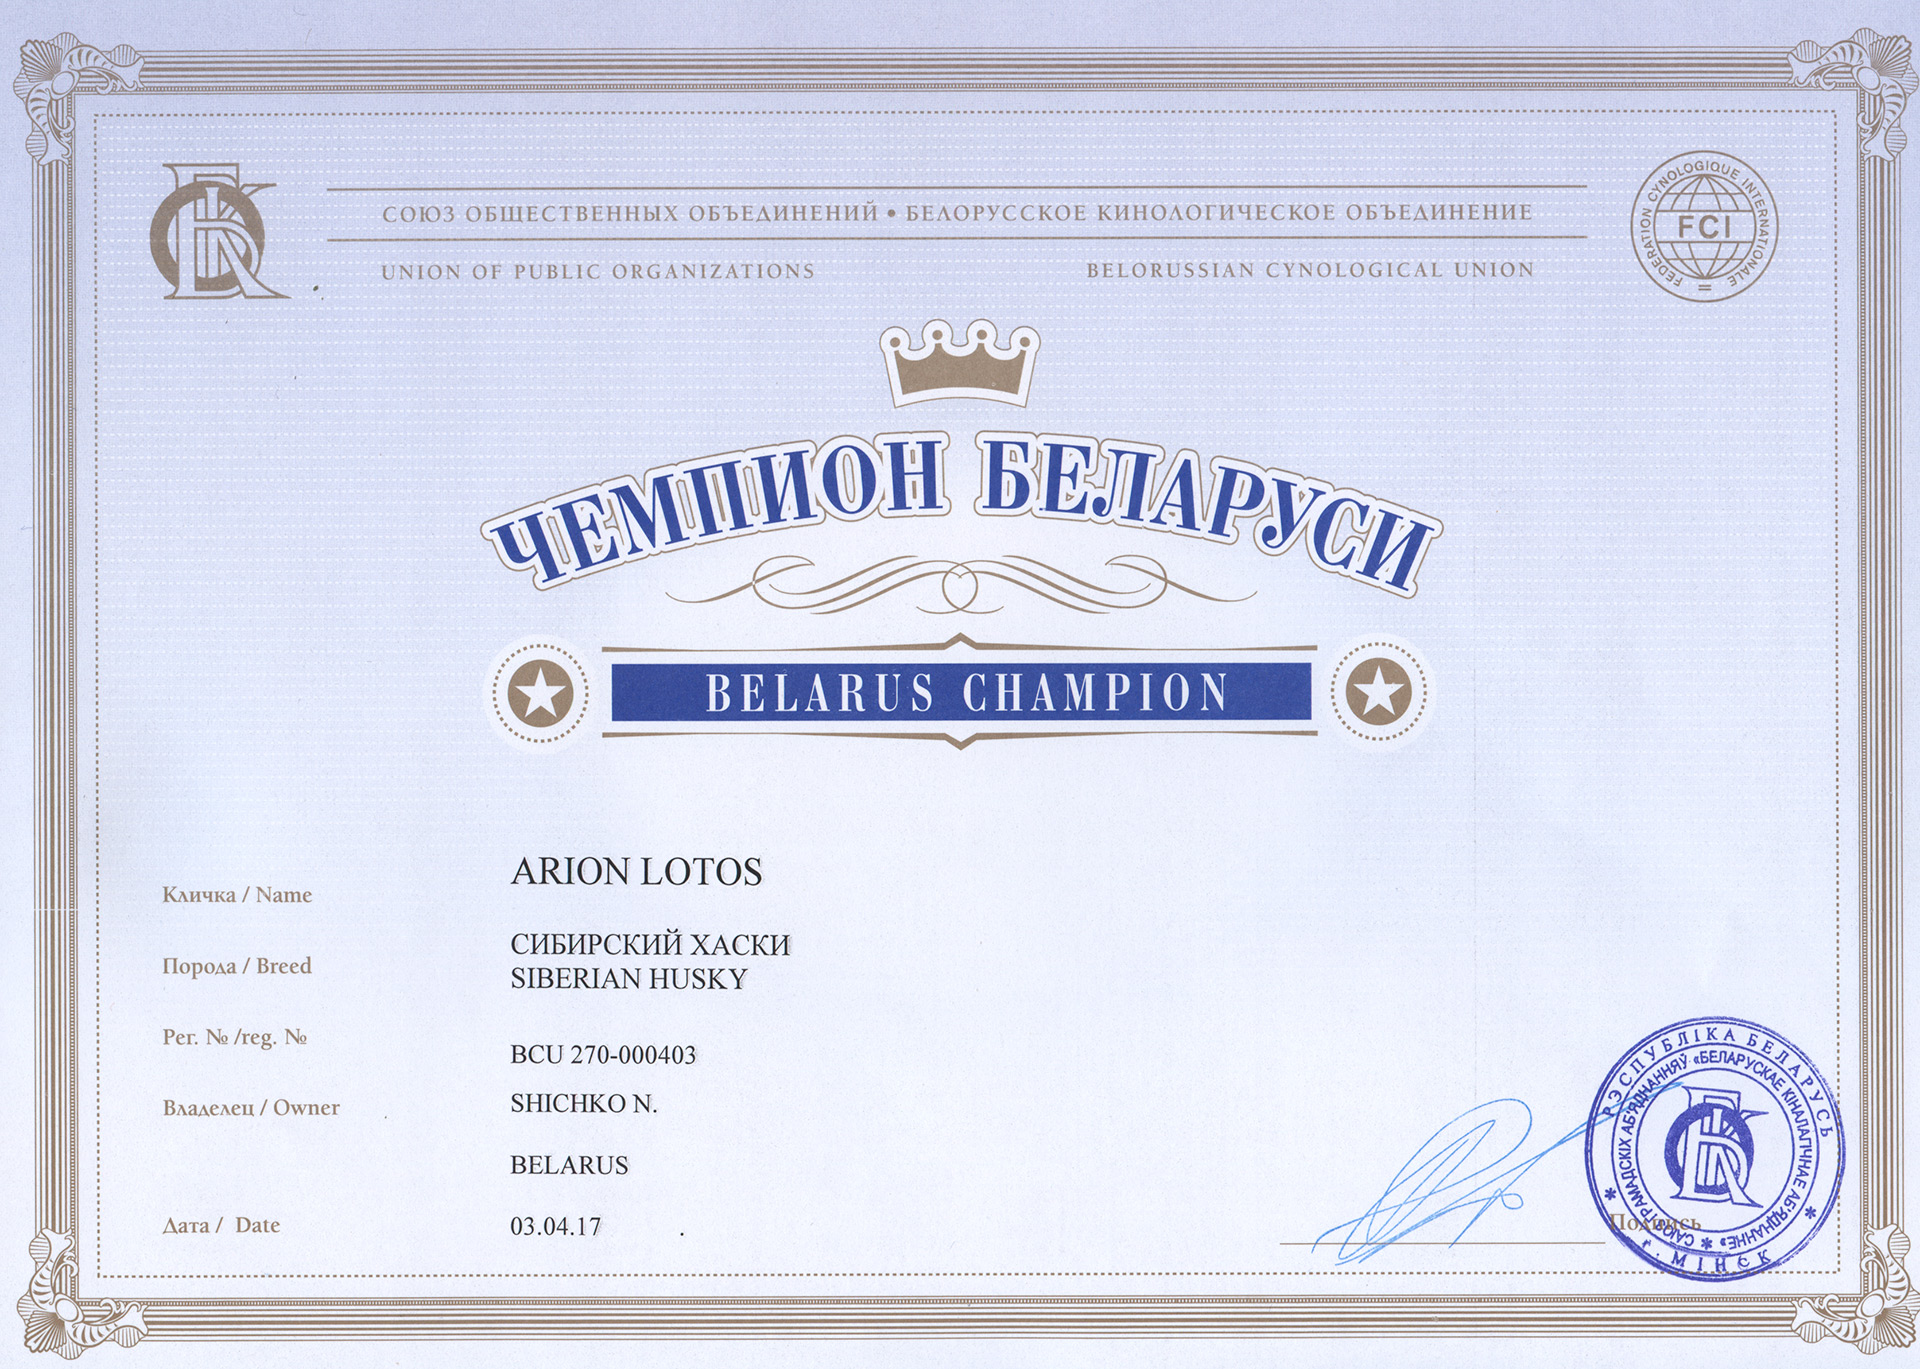 СОЮЗ ОБЩЕСТВЕННЫХ ОБЪЕДИНЕНИЙ • БЕЛОРУССКОЕ КИНОЛОГИЧЕСКОЕ ОБЪЕДИНЕНИЕ
UNION OF PUBLIC ORGANIZATIONS BELORUSSIAN CYNOLOGICAL UNION
FEDERATION CYNOLOGIQUE INTERNATIONALE
FCI
ЧЕМПИОН БЕЛАРУСИ
BELARUS CHAMPION
Кличка / Name ARION LOTOS
Порода / Breed СИБИРСКИЙ ХАСКИ
SIBERIAN HUSKY
Рег. № /reg. № BCU 270-000403
Владелец / Owner SHICHKO N.
BELARUS
Дата / Date 03.04.17
Подпись
РЭСПУБЛІКА БЕЛАРУСЬ
г. МІНСК
САЮЗ ГРАМАДСКІХ АБ'ЯДНАННЯЎ «БЕЛАРУСКАЕ КІНАЛАГІЧНАЕ АБ'ЯДНАННЕ»